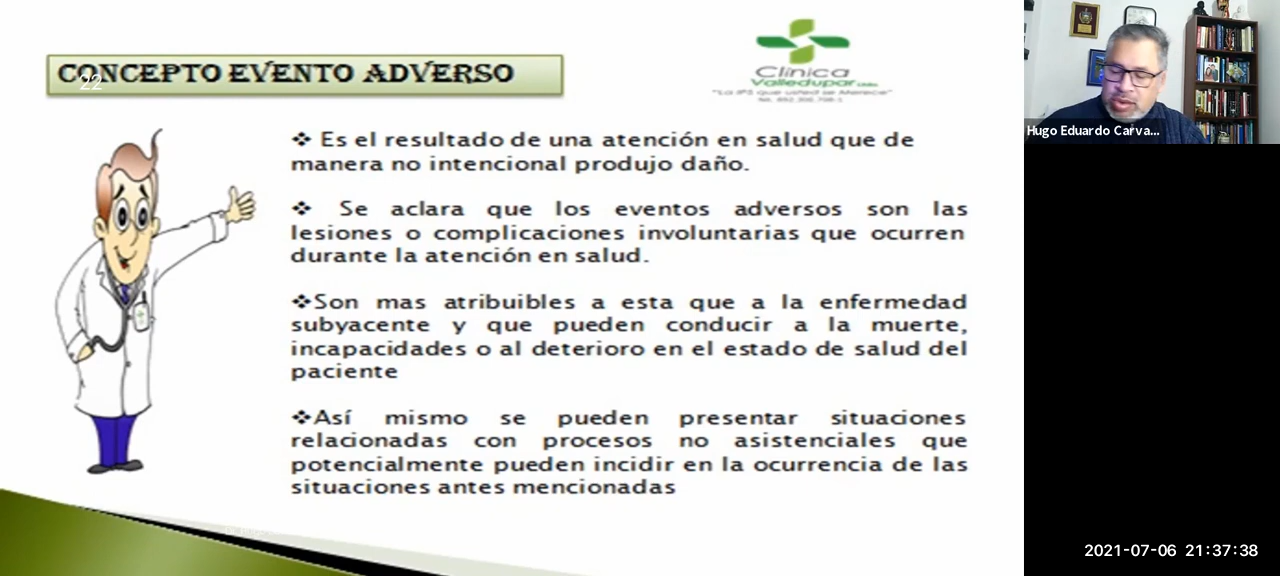 CONCEPTO EVENTO ADVERSO
22
Clínica
Valledupar Ltda.
"La IPS que usted se Merece"
❖ Es el resultado de una atención en salud que de
manera no intencional produjo daño.
❖ Se aclara que los eventos adversos son las
lesiones o complicaciones involuntarias que ocurren
durante la atención en salud.
❖Son mas atribuibles a esta que a la enfermedad
subyacente y que pueden conducir a la muerte,
incapacidades o al deterioro en el estado de salud del
paciente
❖Así mismo se pueden presentar situaciones
relacionadas con procesos no asistenciales que
potencialmente pueden incidir en la ocurrencia de las
situaciones antes mencionadas
Hugo Eduardo Carva...
2021-07-06 21:37:38